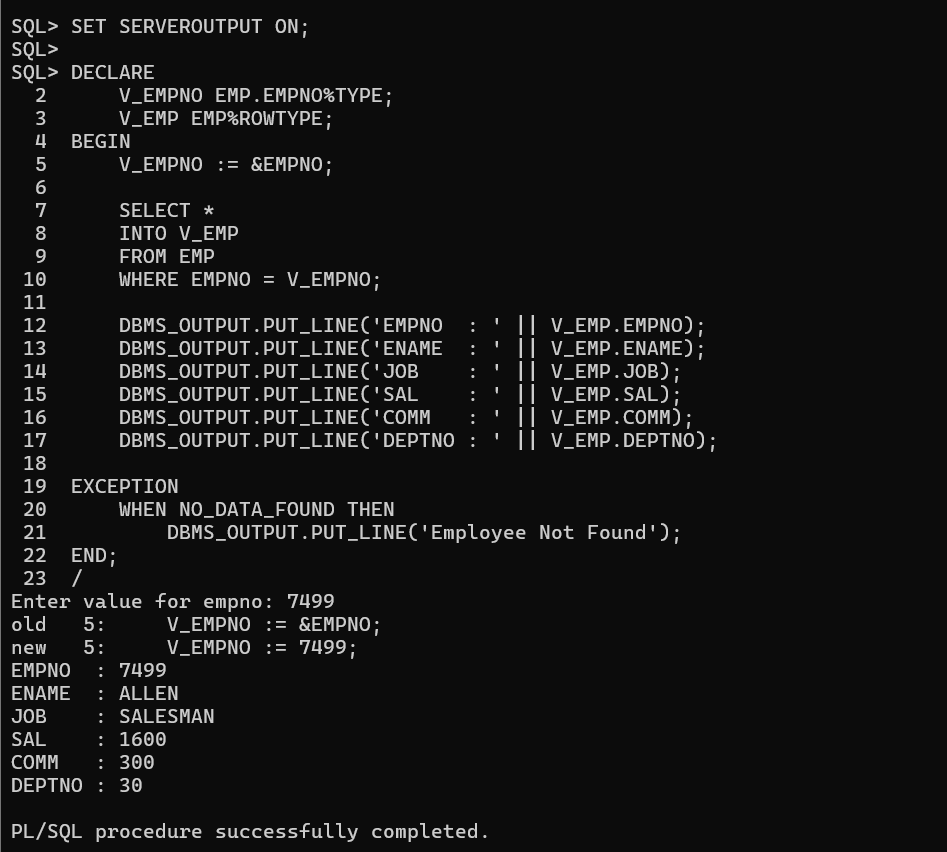 SQL> SET SERVEROUTPUT ON;
SQL>
SQL> DECLARE
  2      V_EMPNO EMP.EMPNO%TYPE;
  3      V_EMP EMP%ROWTYPE;
  4  BEGIN
  5      V_EMPNO := &EMPNO;
  6
  7      SELECT *
  8      INTO V_EMP
  9      FROM EMP
 10      WHERE EMPNO = V_EMPNO;
 11
 12      DBMS_OUTPUT.PUT_LINE('EMPNO  : ' || V_EMP.EMPNO);
 13      DBMS_OUTPUT.PUT_LINE('ENAME  : ' || V_EMP.ENAME);
 14      DBMS_OUTPUT.PUT_LINE('JOB    : ' || V_EMP.JOB);
 15      DBMS_OUTPUT.PUT_LINE('SAL    : ' || V_EMP.SAL);
 16      DBMS_OUTPUT.PUT_LINE('COMM   : ' || V_EMP.COMM);
 17      DBMS_OUTPUT.PUT_LINE('DEPTNO : ' || V_EMP.DEPTNO);
 18
 19  EXCEPTION
 20      WHEN NO_DATA_FOUND THEN
 21          DBMS_OUTPUT.PUT_LINE('Employee Not Found');
 22  END;
 23  /
Enter value for empno: 7499
old   5:     V_EMPNO := &EMPNO;
new   5:     V_EMPNO := 7499;
EMPNO  : 7499
ENAME  : ALLEN
JOB    : SALESMAN
SAL    : 1600
COMM   : 300
DEPTNO : 30

PL/SQL procedure successfully completed.